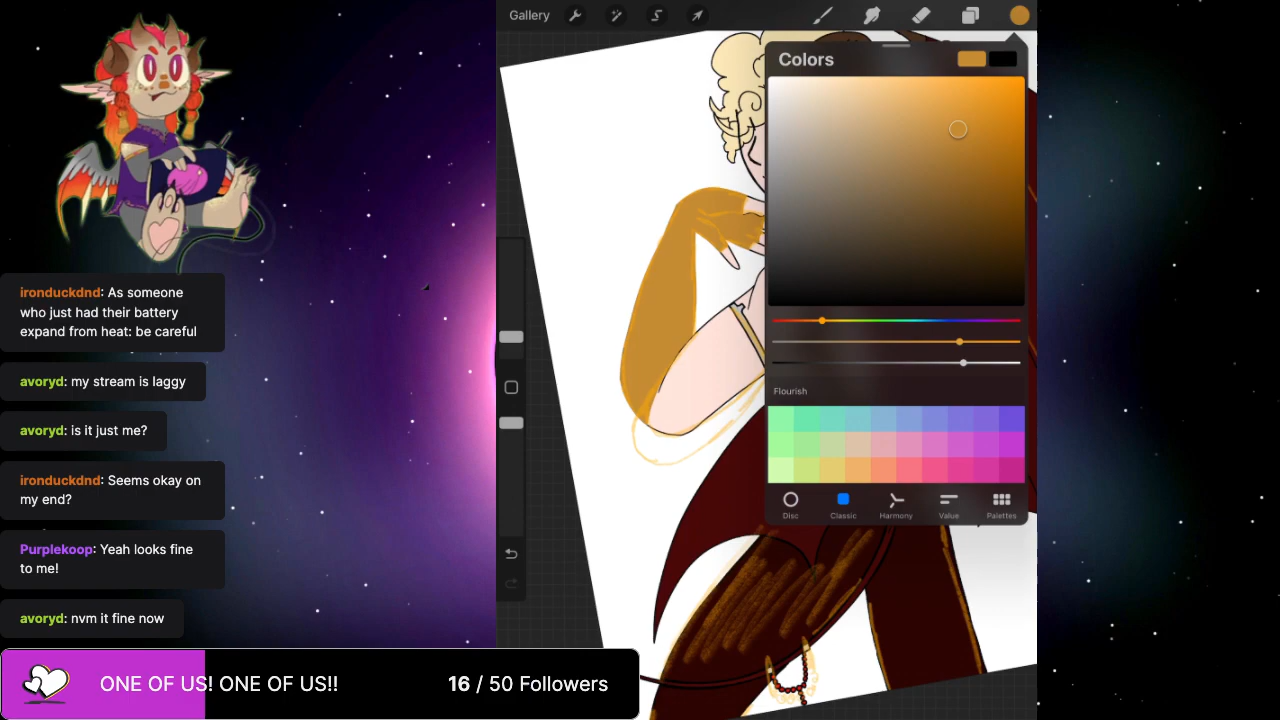 Gallery
Colors
ironduckdnd: As someone
who just had their battery
expand from heat: be careful
avoryd: my stream is laggy
avoryd: is it just me?
ironduckdnd: Seems okay on
my end?
Purplekoop: Yeah looks fine
to me!
avoryd: nvm it fine now
Flourish
Disc
Classic
Harmony
Value
Palettes
ONE OF US! ONE OF US!!
16 / 50 Followers